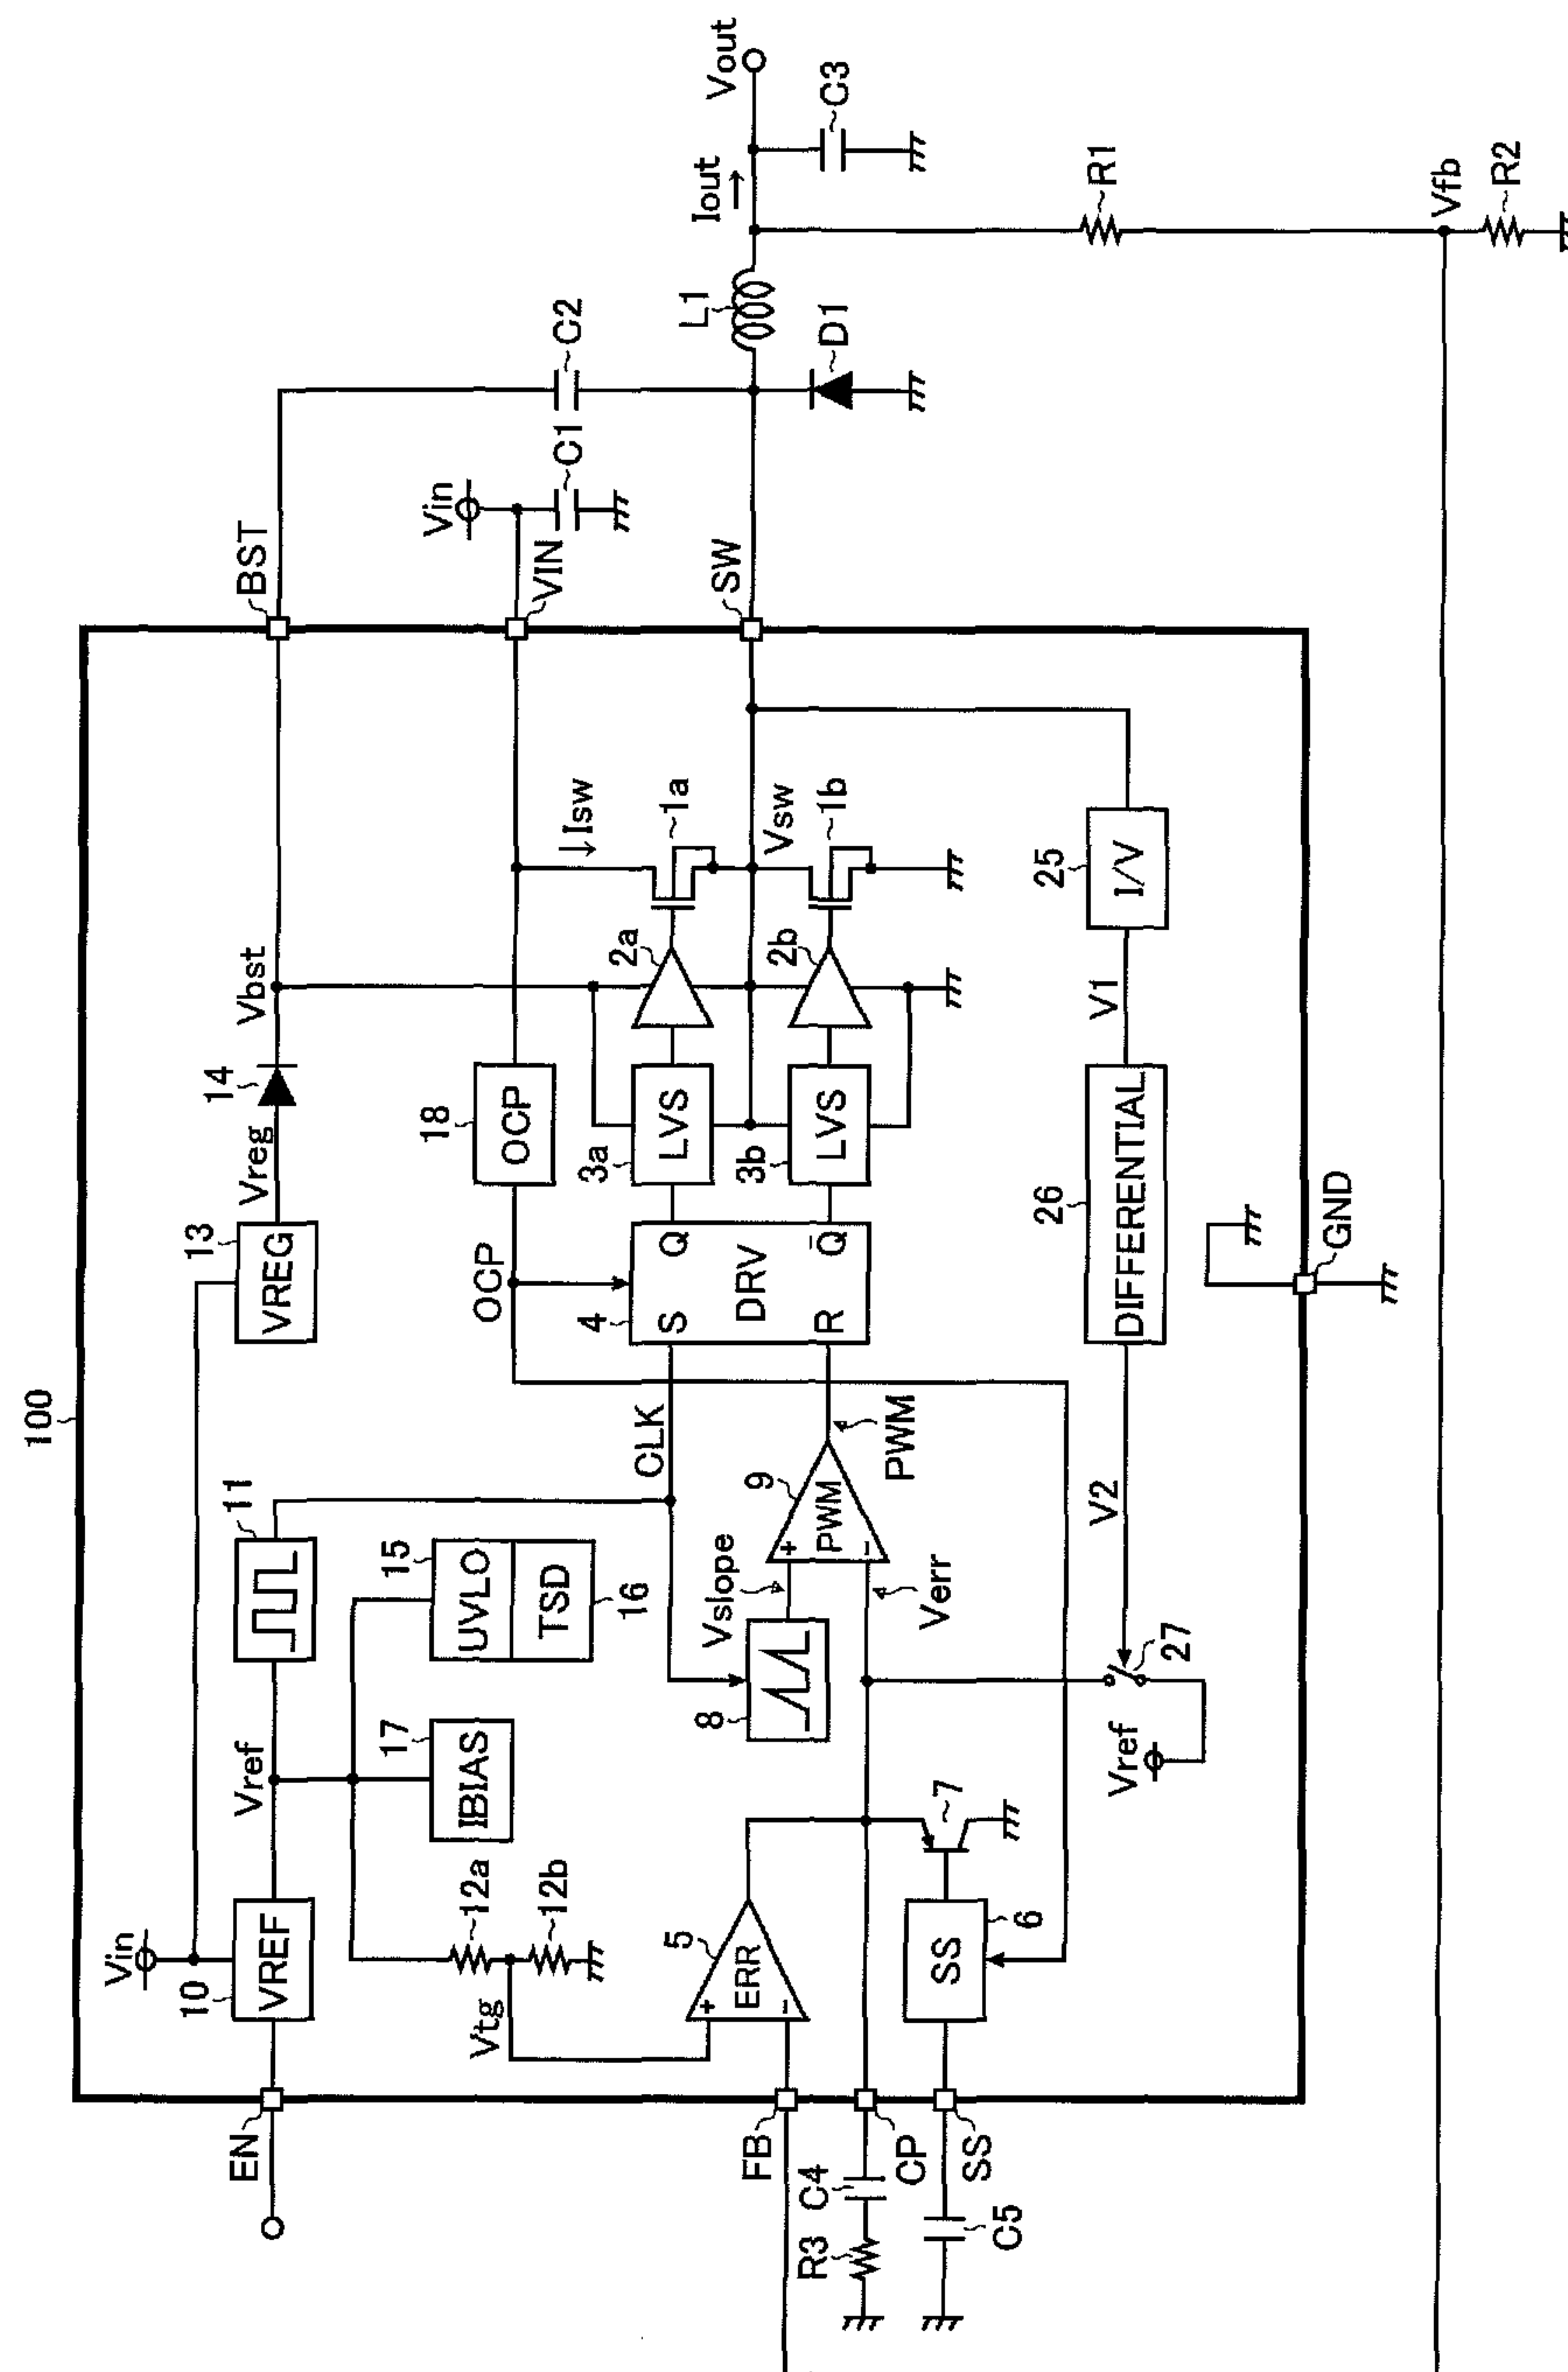 100
Vin
10
VREF
EN
Vref
11
13
VREG
Vreg
14
Vbst
BST
C2
17
IBIAS
15
UVLO
TSD
16
12a
12b
Vtg
OCP
18
OCP
VIN
Vin
C1
↓Isw
CLK
4
S
Q
DRV
R
Q̅
3a
LVS
3b
LVS
2a
2b
1a
Vsw
1b
SW
L1
D1
Iout
→
Vout
C3
5
ERR
+
−
FB
8
Vslope
9
PWM
+
−
PWM
Verr
CP
C4
R3
SS
C5
SS
6
7
Vref
27
V2
26
DIFFERENTIAL
V1
25
I/V
GND
R1
Vfb
R2